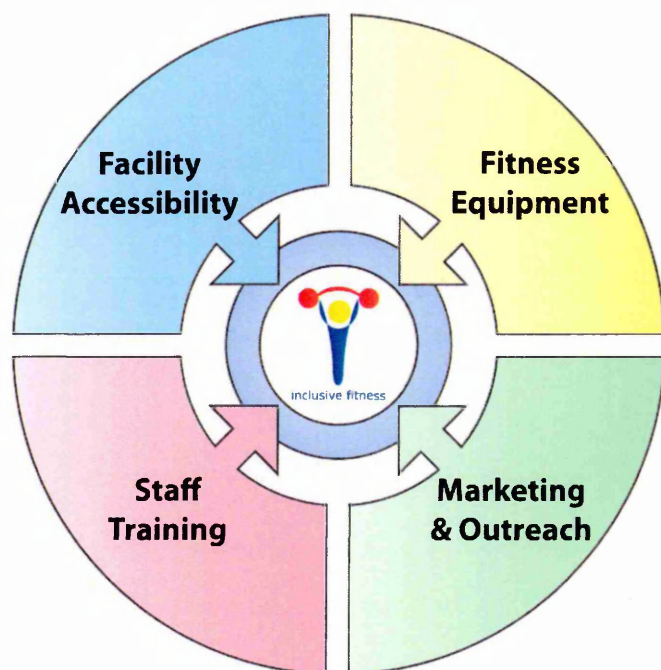 Facility
Accessibility
Fitness
Equipment
inclusive fitness
Staff
Training
Marketing
& Outreach